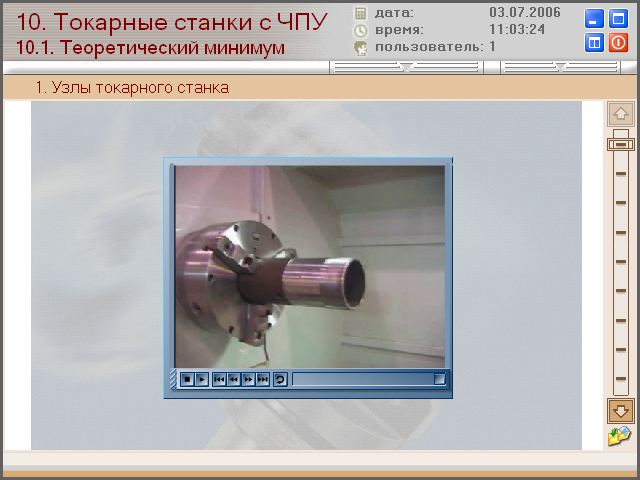 10. Токарные станки с ЧПУ
10.1. Теоретический минимум
дата: 03.07.2006
время: 11:03:24
пользователь: 1
1. Узлы токарного станка